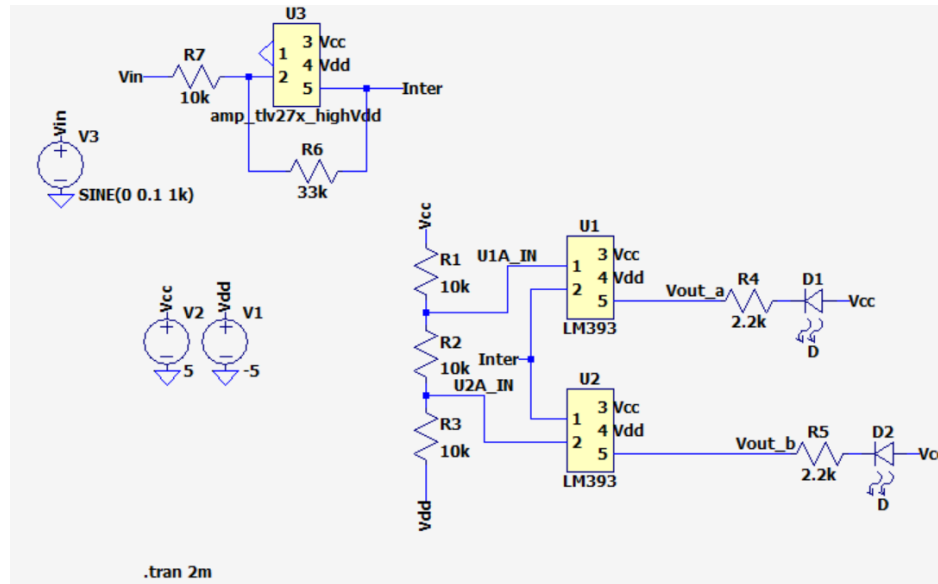 U3
3 Vcc
1
4 Vdd
R7
Vin
2
5
Inter
10k
amp_tlv27x_highVdd
R6
33k
Vin
V3
SINE(0 0.1 1k)
Vcc
R1
10k
U1A_IN
U1
3 Vcc
1
4 Vdd
2
5
LM393
Vout_a
R4
2.2k
D1
Vcc
D
Vcc
V2
5
Vdd
V1
-5
R2
10k
Inter
U2A_IN
R3
10k
Vdd
U2
3 Vcc
1
4 Vdd
2
5
LM393
Vout_b
R5
2.2k
D2
Vc
D
.tran 2m